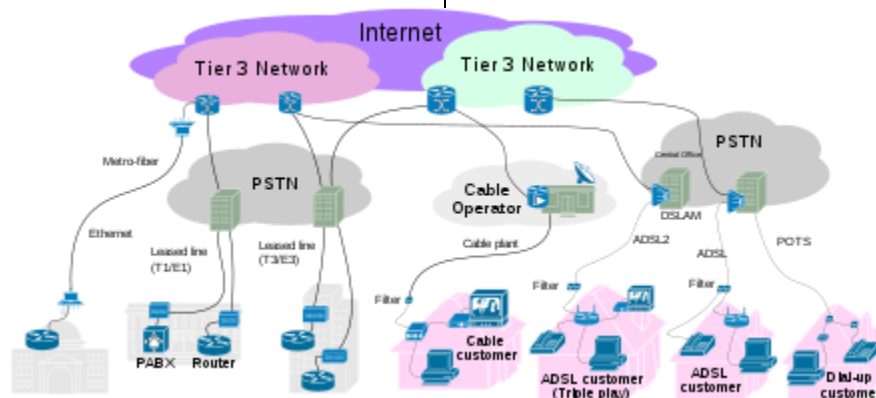 Internet
Tier 3 Network
Tier 3 Network
PSTN
Central Office
Metro-fiber
PSTN
Cable
Operator
DSLAM
Ethernet
Leased line
(T1/E1)
Leased line
(T3/E3)
Cable plant
ADSL2
ADSL
POTS
Filter
Filter
Filter
PABX
Router
Cable
customer
ADSL customer
(Triple play)
ADSL
customer
Dial-up
custome